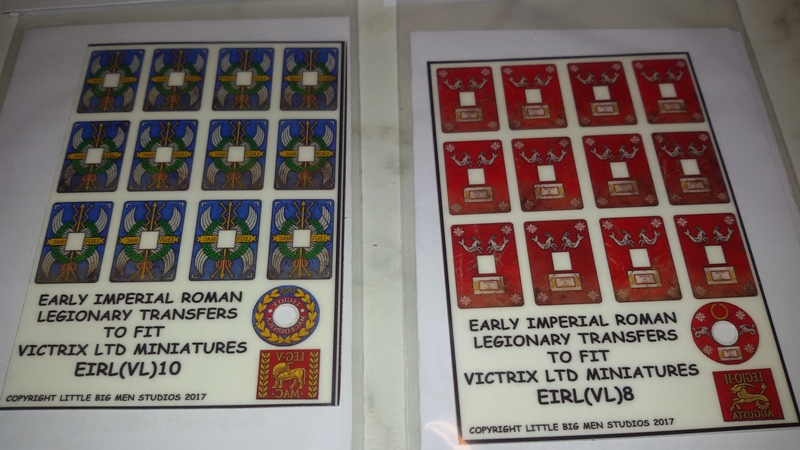 EARLY IMPERIAL ROMAN
LEGIONARY TRANSFERS
TO FIT
VICTRIX LTD MINIATURES
EIRL(VL)10
LEG-V-
MAC-
COPYRIGHT LITTLE BIG MEN STUDIOS 2017
EARLY IMPERIAL ROMAN
LEGIONARY TRANSFERS
TO FIT
VICTRIX LTD MINIATURES
EIRL(VL)8
LEGIO-II
AUGUSTA
COPYRIGHT LITTLE BIG MEN STUDIOS 2017